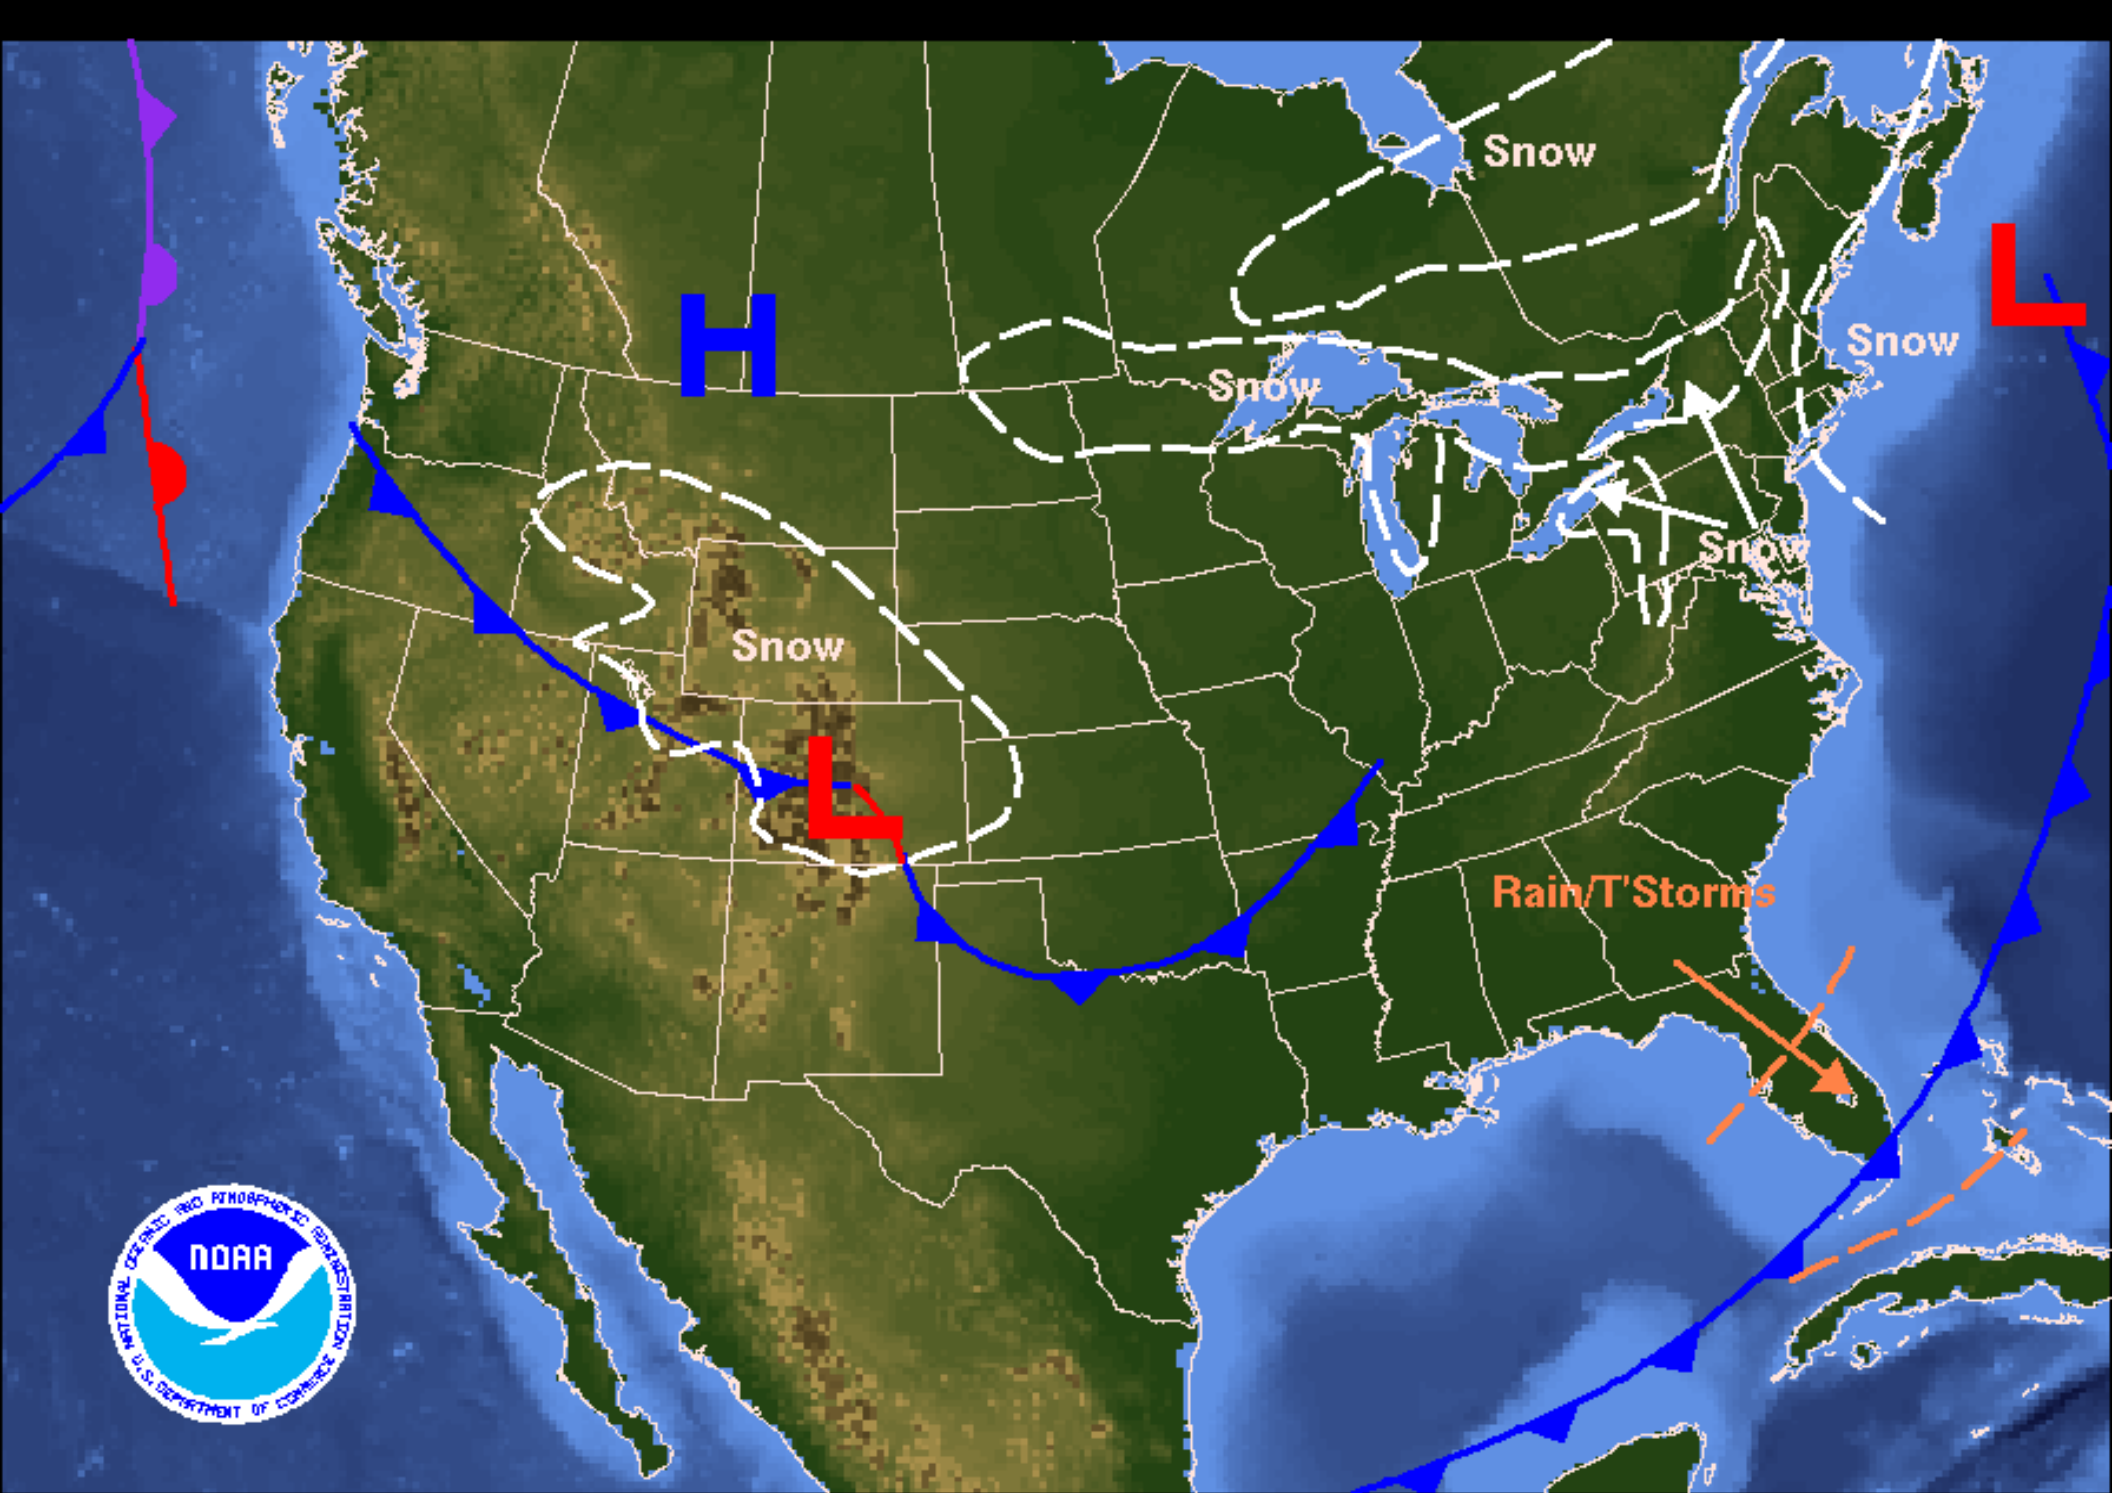 Snow
H
L
Snow
Snow
Snow
Snow
L
Rain/T'Storms
NATIONAL OCEANIC AND ATMOSPHERIC ADMINISTRATION
NOAA
U.S. DEPARTMENT OF COMMERCE